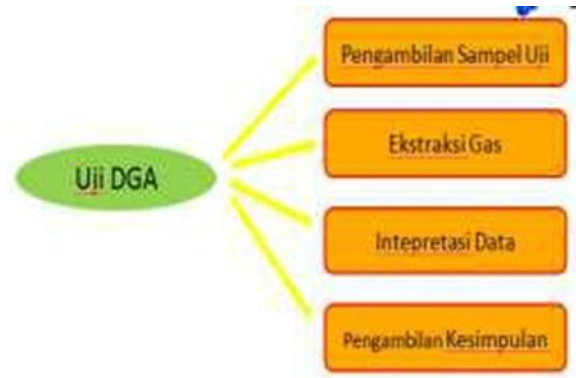 Uji DGA
Pengambilan Sampel Uji
Ekstraksi Gas
Intepretasi Data
Pengambilan Kesimpulan